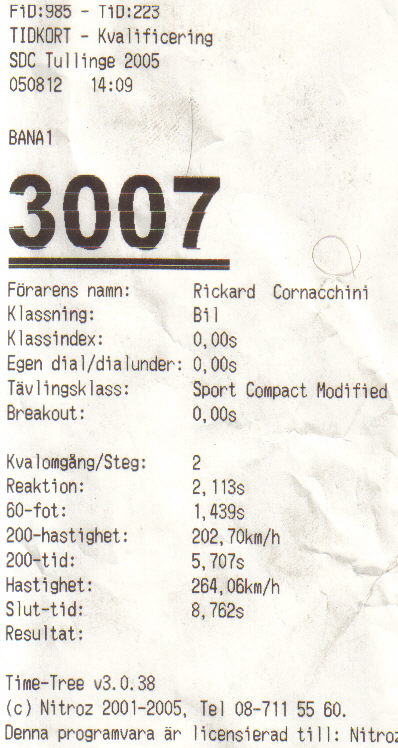 FiD:985 - TiD:223
TIDKORT - Kvalificering
SDC Tullinge 2005
050812 14:09
BANA1
3007
Förarens namn: Rickard Cornacchini
Klassning: Bil
Klassindex: 0,00s
Egen dial/dialunder: 0,00s
Tävlingsklass: Sport Compact Modified
Breakout: 0,00s
Kvalomgång/Steg: 2
Reaktion: 2,113s
60-fot: 1,439s
200-hastighet: 202,70km/h
200-tid: 5,707s
Hastighet: 264,06km/h
Slut-tid: 8,762s
Resultat:
Time-Tree v3.0.38
(c) Nitroz 2001-2005, Tel 08-711 55 60.
Denna programvara är licensierad till: Nitroz